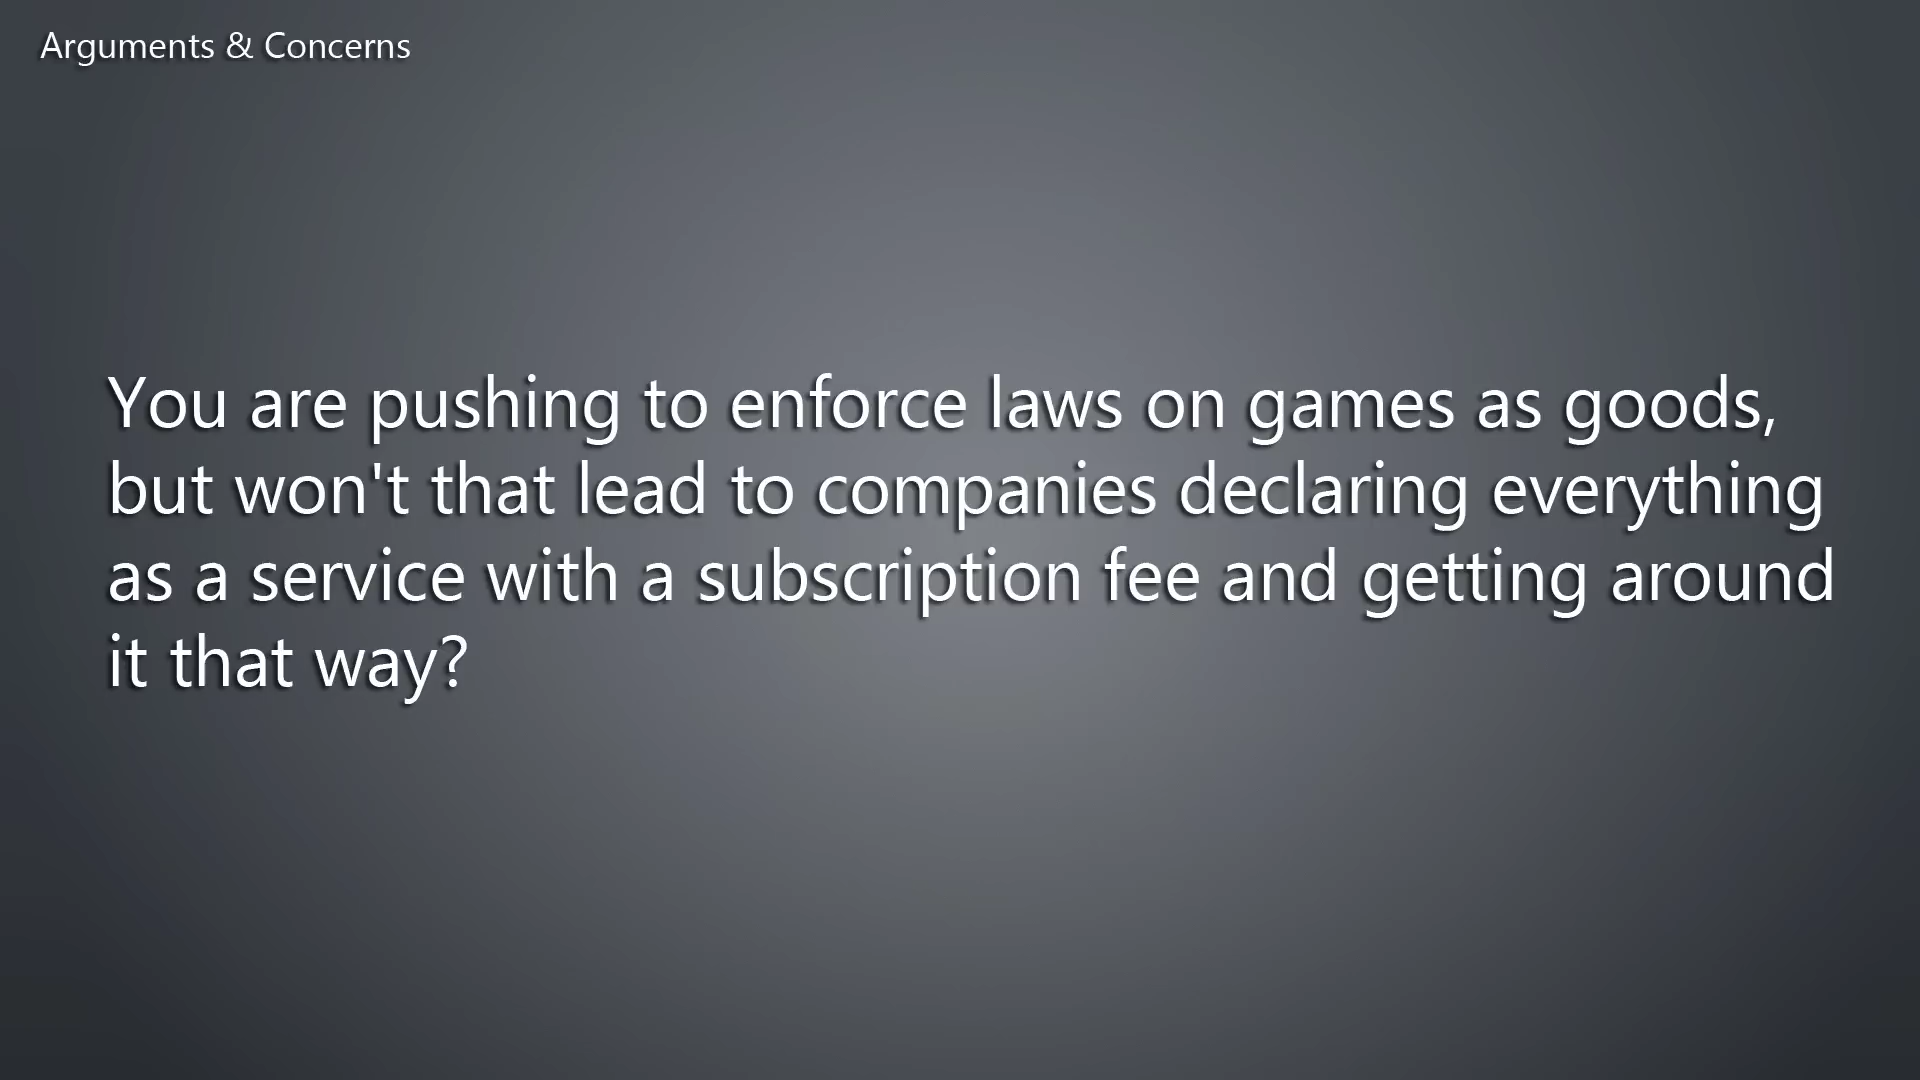 Arguments & Concerns
You are pushing to enforce laws on games as goods,
but won't that lead to companies declaring everything
as a service with a subscription fee and getting around
it that way?